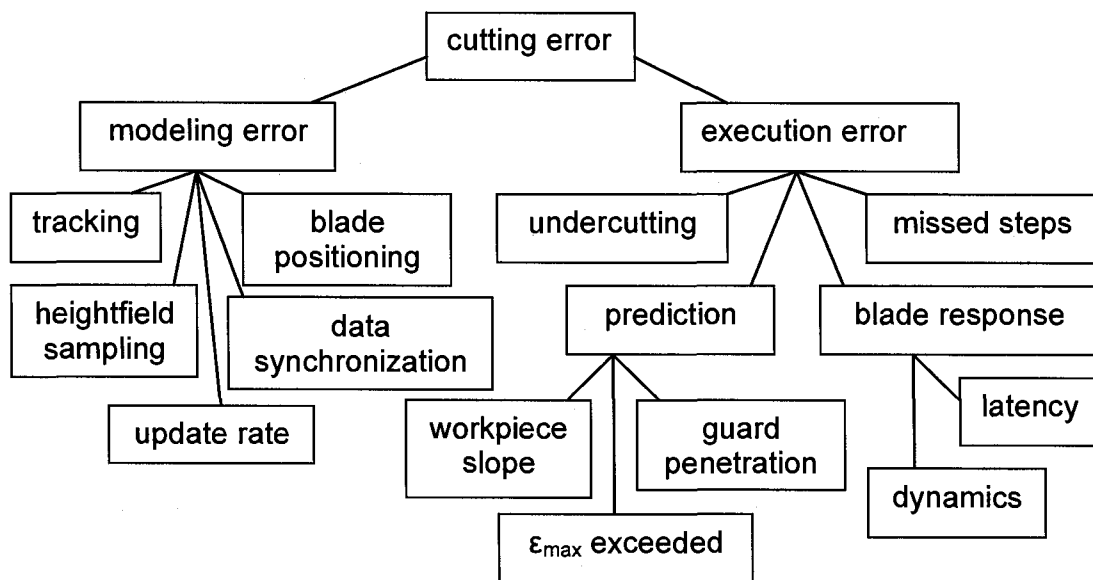 cutting error
modeling error
execution error
tracking
blade
positioning
undercutting
missed steps
heightfield
sampling
data
synchronization
prediction
blade response
update rate
workpiece
slope
guard
penetration
latency
dynamics
εmax exceeded